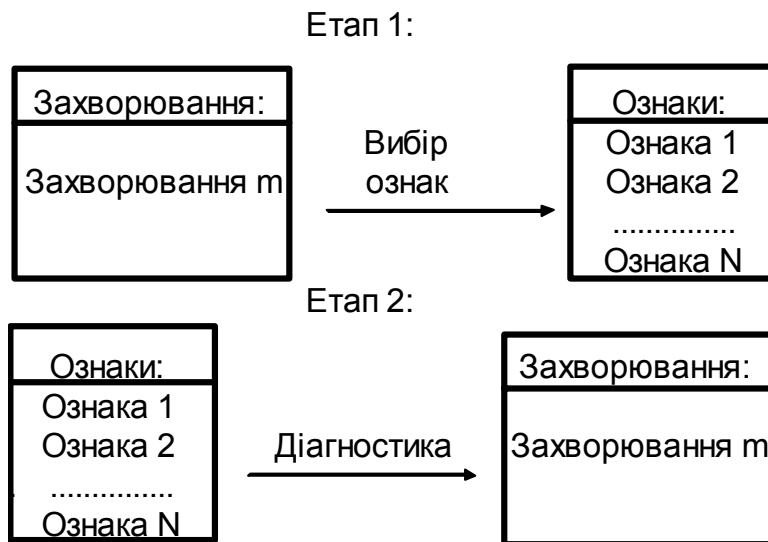 Етап 1:
Захворювання:
Захворювання m
Вибір
ознак
Ознаки:
Ознака 1
Ознака 2
...............
Ознака N
Етап 2:
Ознаки:
Ознака 1
Ознака 2
...............
Ознака N
Діагностика
Захворювання:
Захворювання m